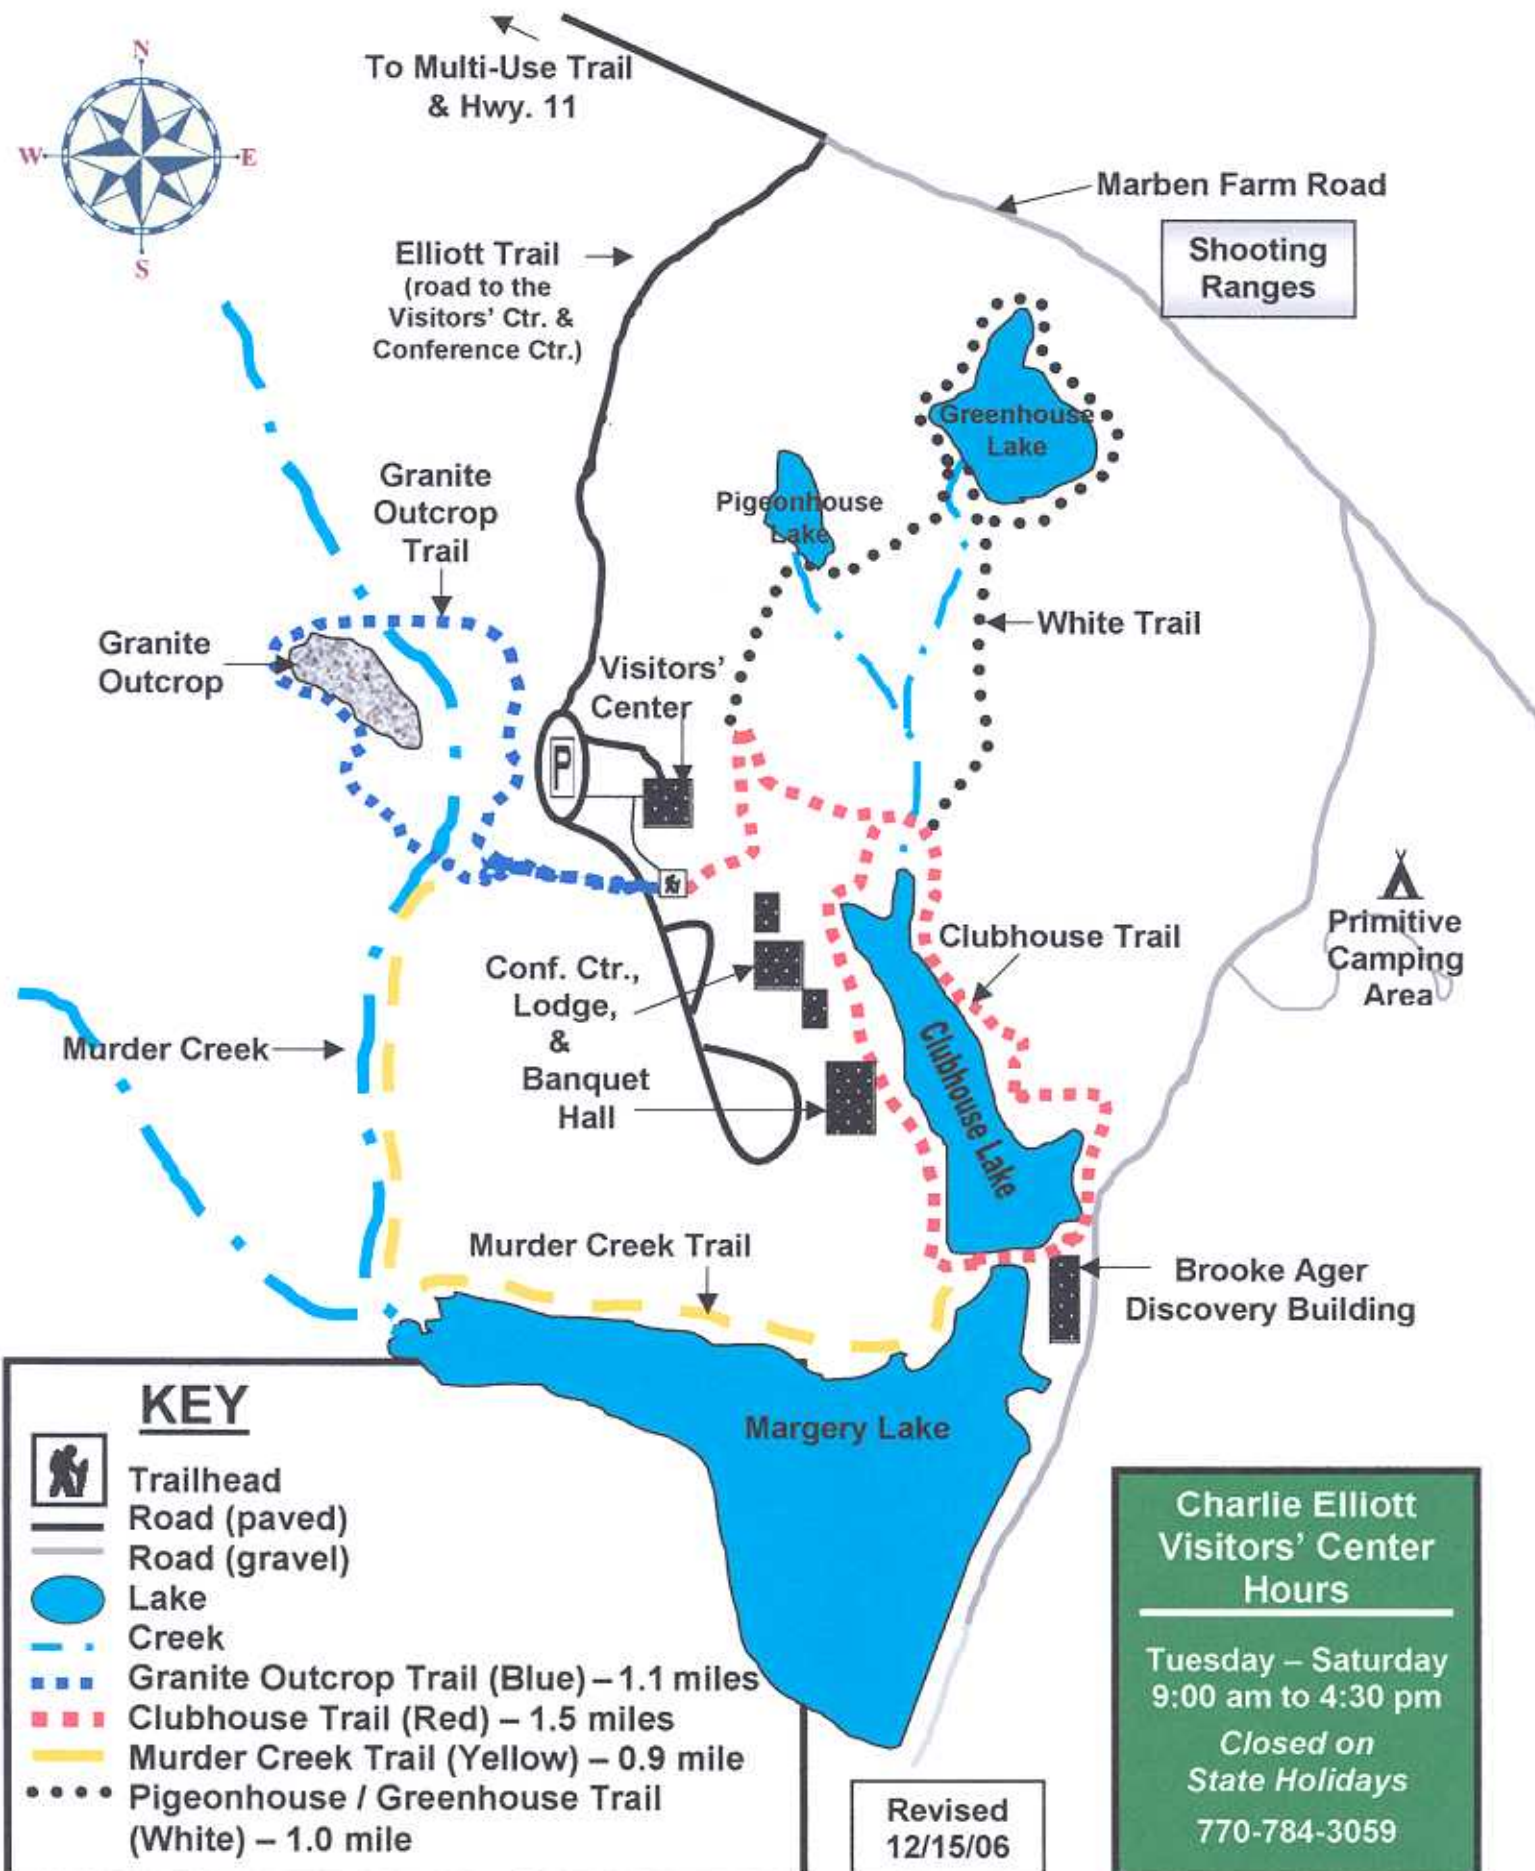 N
W
E
S
To Multi-Use Trail
& Hwy. 11
Marben Farm Road
Shooting
Ranges
Elliott Trail
(road to the
Visitors' Ctr. &
Conference Ctr.)
Greenhouse
Lake
Granite
Outcrop
Trail
Pigeonhouse
Lake
White Trail
Granite
Outcrop
Visitors'
Center
P
Primitive
Camping
Area
Clubhouse Trail
Conf. Ctr.,
Lodge,
&
Banquet
Hall
Clubhouse Lake
Murder Creek
Murder Creek Trail
Brooke Ager
Discovery Building
Margery Lake
KEY
Trailhead
Road (paved)
Road (gravel)
Lake
Creek
Granite Outcrop Trail (Blue) – 1.1 miles
Clubhouse Trail (Red) – 1.5 miles
Murder Creek Trail (Yellow) – 0.9 mile
Pigeonhouse / Greenhouse Trail
(White) – 1.0 mile
Revised
12/15/06
Charlie Elliott
Visitors' Center
Hours
Tuesday – Saturday
9:00 am to 4:30 pm
Closed on
State Holidays
770-784-3059